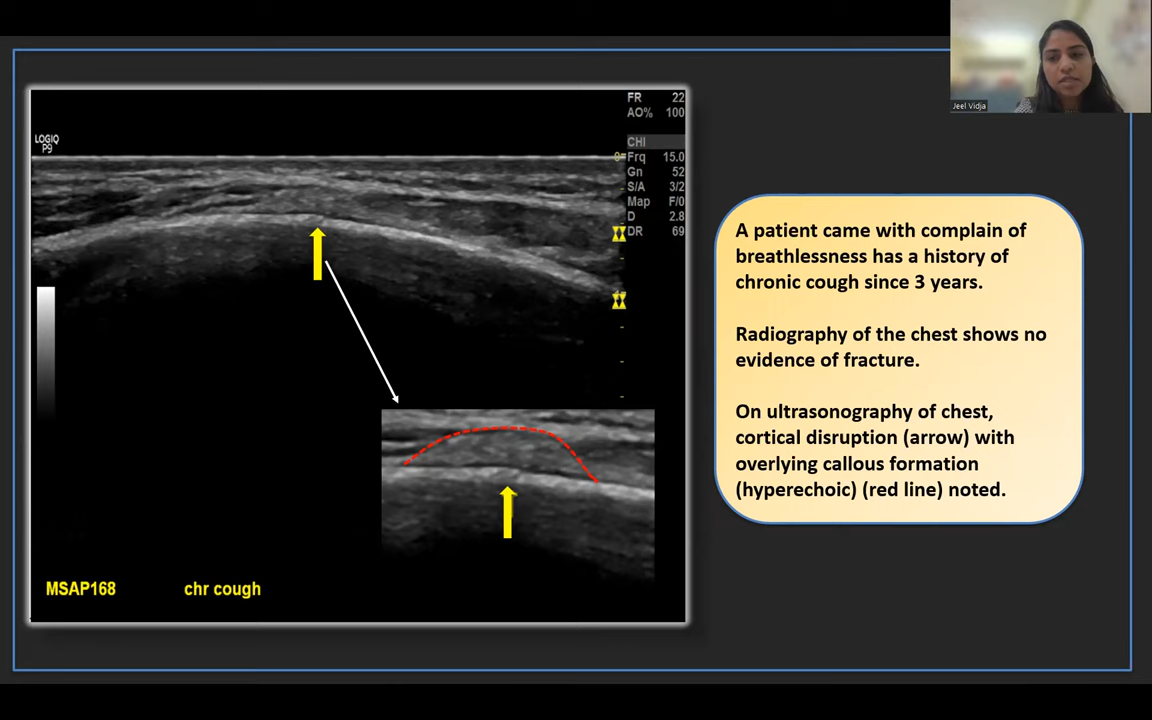 Jeel Vidja
FR 22
AO% 100
LOGIQ
P9
CHI
0 Frq 15.0
Gn 52
S/A 3/2
Map F/0
D 2.8
DR 69
A patient came with complain of
breathlessness has a history of
chronic cough since 3 years.
Radiography of the chest shows no
evidence of fracture.
On ultrasonography of chest,
cortical disruption (arrow) with
overlying callous formation
(hyperechoic) (red line) noted.
MSAP168 chr cough